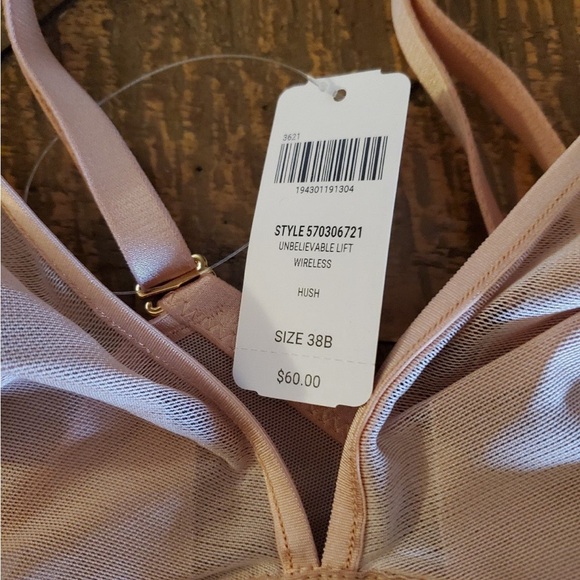 3621
194301191304
STYLE 570306721
UNBELIEVABLE LIFT
WIRELESS
HUSH
SIZE 38B
$60.00